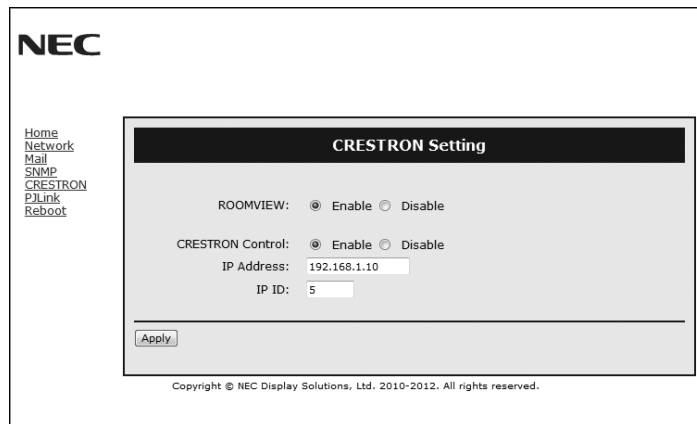 NEC
Home
Network
Mail
SNMP
CRESTRON
PJLink
Reboot
CRESTRON Setting
ROOMVIEW: Enable Disable
CRESTRON Control: Enable Disable
IP Address: 192.168.1.10
IP ID: 5
Apply
Copyright © NEC Display Solutions, Ltd. 2010-2012. All rights reserved.